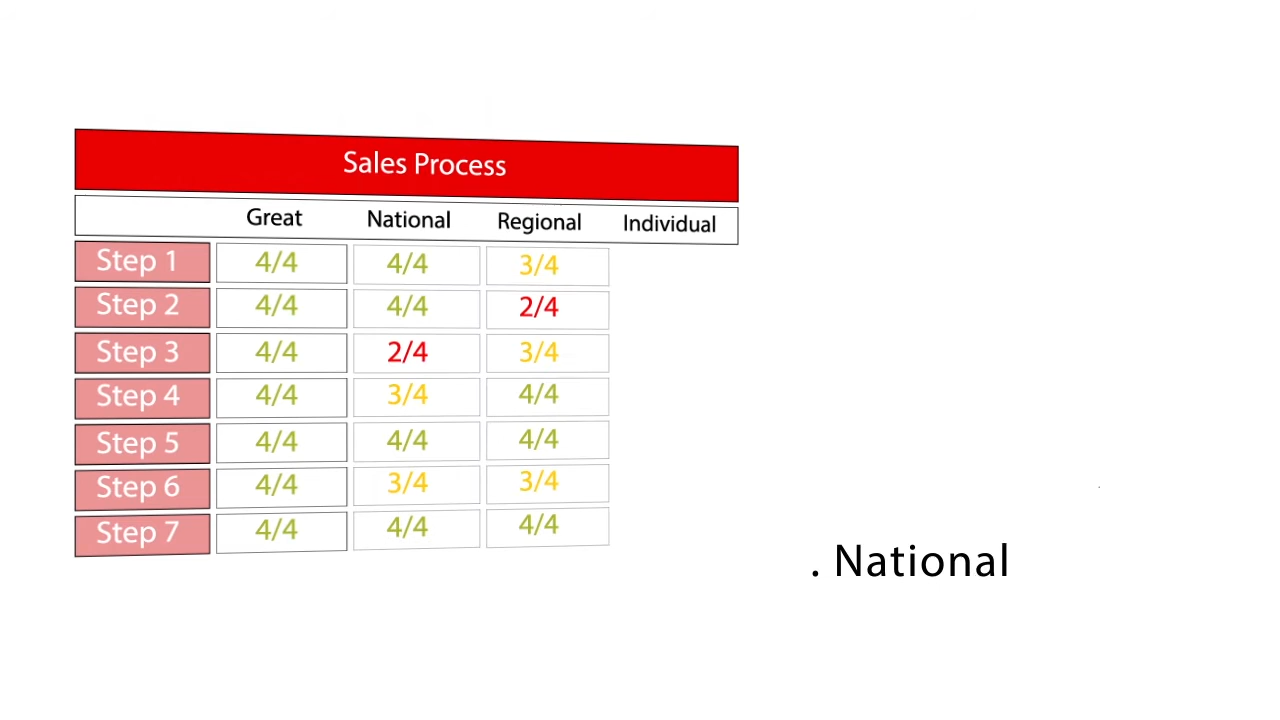 Sales Process
Great National Regional Individual
Step 1 4/4 4/4 3/4
Step 2 4/4 4/4 2/4
Step 3 4/4 2/4 3/4
Step 4 4/4 3/4 4/4
Step 5 4/4 4/4 4/4
Step 6 4/4 3/4 3/4
Step 7 4/4 4/4 4/4
. National